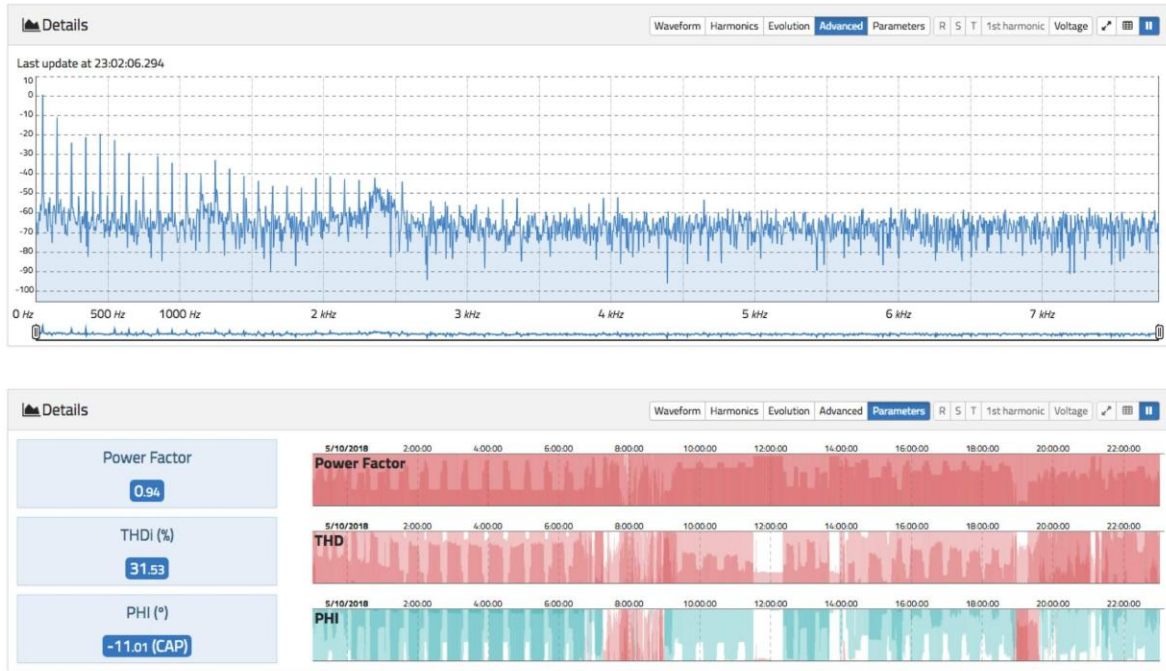 Details
Waveform Harmonics Evolution Advanced Parameters R S T 1st harmonic Voltage
Last update at 23:02:06.294
10
0
-10
-20
-30
-40
-50
-60
-70
-80
-90
-100
0 Hz 500 Hz 1000 Hz 2 kHz 3 kHz 4 kHz 5 kHz 6 kHz 7 kHz
Details
Waveform Harmonics Evolution Advanced Parameters R S T 1st harmonic Voltage
Power Factor
0.94
5/10/2018 2:00:00 4:00:00 6:00:00 8:00:00 10:00:00 12:00:00 14:00:00 16:00:00 18:00:00 20:00:00 22:00:00
Power Factor
THDi (%)
31.53
5/10/2018 2:00:00 4:00:00 6:00:00 8:00:00 10:00:00 12:00:00 14:00:00 16:00:00 18:00:00 20:00:00 22:00:00
THD
PHI (°)
-11.01 (CAP)
5/10/2018 2:00:00 4:00:00 6:00:00 8:00:00 10:00:00 12:00:00 14:00:00 16:00:00 18:00:00 20:00:00 22:00:00
PHI